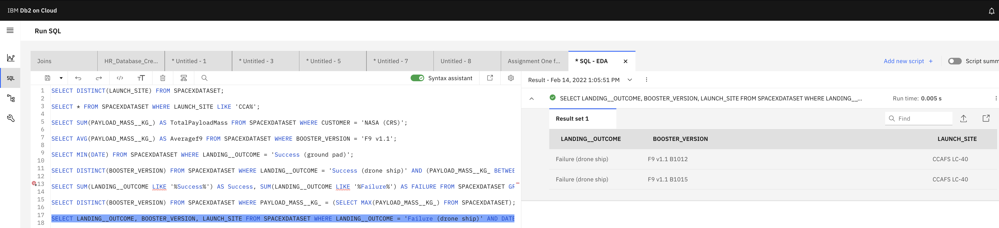 IBM Db2 on Cloud
Run SQL
Joins
HR_Database_Cre...
* Untitled - 1
* Untitled - 3
* Untitled - 5
* Untitled - 7
Untitled - 8
Assignment One f...
* SQL - EDA
Add new script +
Script summ
SQL
Syntax assistant
1 SELECT DISTINCT(LAUNCH_SITE) FROM SPACEXDATASET;
2
3 SELECT * FROM SPACEXDATASET WHERE LAUNCH_SITE LIKE 'CCA%';
4
5 SELECT SUM(PAYLOAD_MASS__KG_) AS TotalPayloadMass FROM SPACEXDATASET WHERE CUSTOMER = 'NASA (CRS)';
6
7 SELECT AVG(PAYLOAD_MASS__KG_) AS Averagef9 FROM SPACEXDATASET WHERE BOOSTER_VERSION = 'F9 v1.1';
8
9 SELECT MIN(DATE) FROM SPACEXDATASET WHERE LANDING__OUTCOME = 'Success (ground pad)';
10
11 SELECT DISTINCT(BOOSTER_VERSION) FROM SPACEXDATASET WHERE LANDING__OUTCOME = 'Success (drone ship)' AND (PAYLOAD_MASS__KG_ BETWEE
12
13 SELECT SUM(LANDING__OUTCOME LIKE '%Success%') AS Success, SUM(LANDING__OUTCOME LIKE '%Failure%') AS FAILURE FROM SPACEXDATASET GR
14
15 SELECT DISTINCT(BOOSTER_VERSION) FROM SPACEXDATASET WHERE PAYLOAD_MASS__KG_ = (SELECT MAX(PAYLOAD_MASS__KG_) FROM SPACEXDATASET);
16
17 SELECT LANDING__OUTCOME, BOOSTER_VERSION, LAUNCH_SITE FROM SPACEXDATASET WHERE LANDING__OUTCOME = 'Failure (drone ship)' AND DATE
18
Result - Feb 14, 2022 1:05:51 PM
SELECT LANDING__OUTCOME, BOOSTER_VERSION, LAUNCH_SITE FROM SPACEXDATASET WHERE LANDING__...
Run time: 0.005 s
Result set 1
Find
LANDING__OUTCOME BOOSTER_VERSION LAUNCH_SITE
Failure (drone ship) F9 v1.1 B1012 CCAFS LC-40
Failure (drone ship) F9 v1.1 B1015 CCAFS LC-40